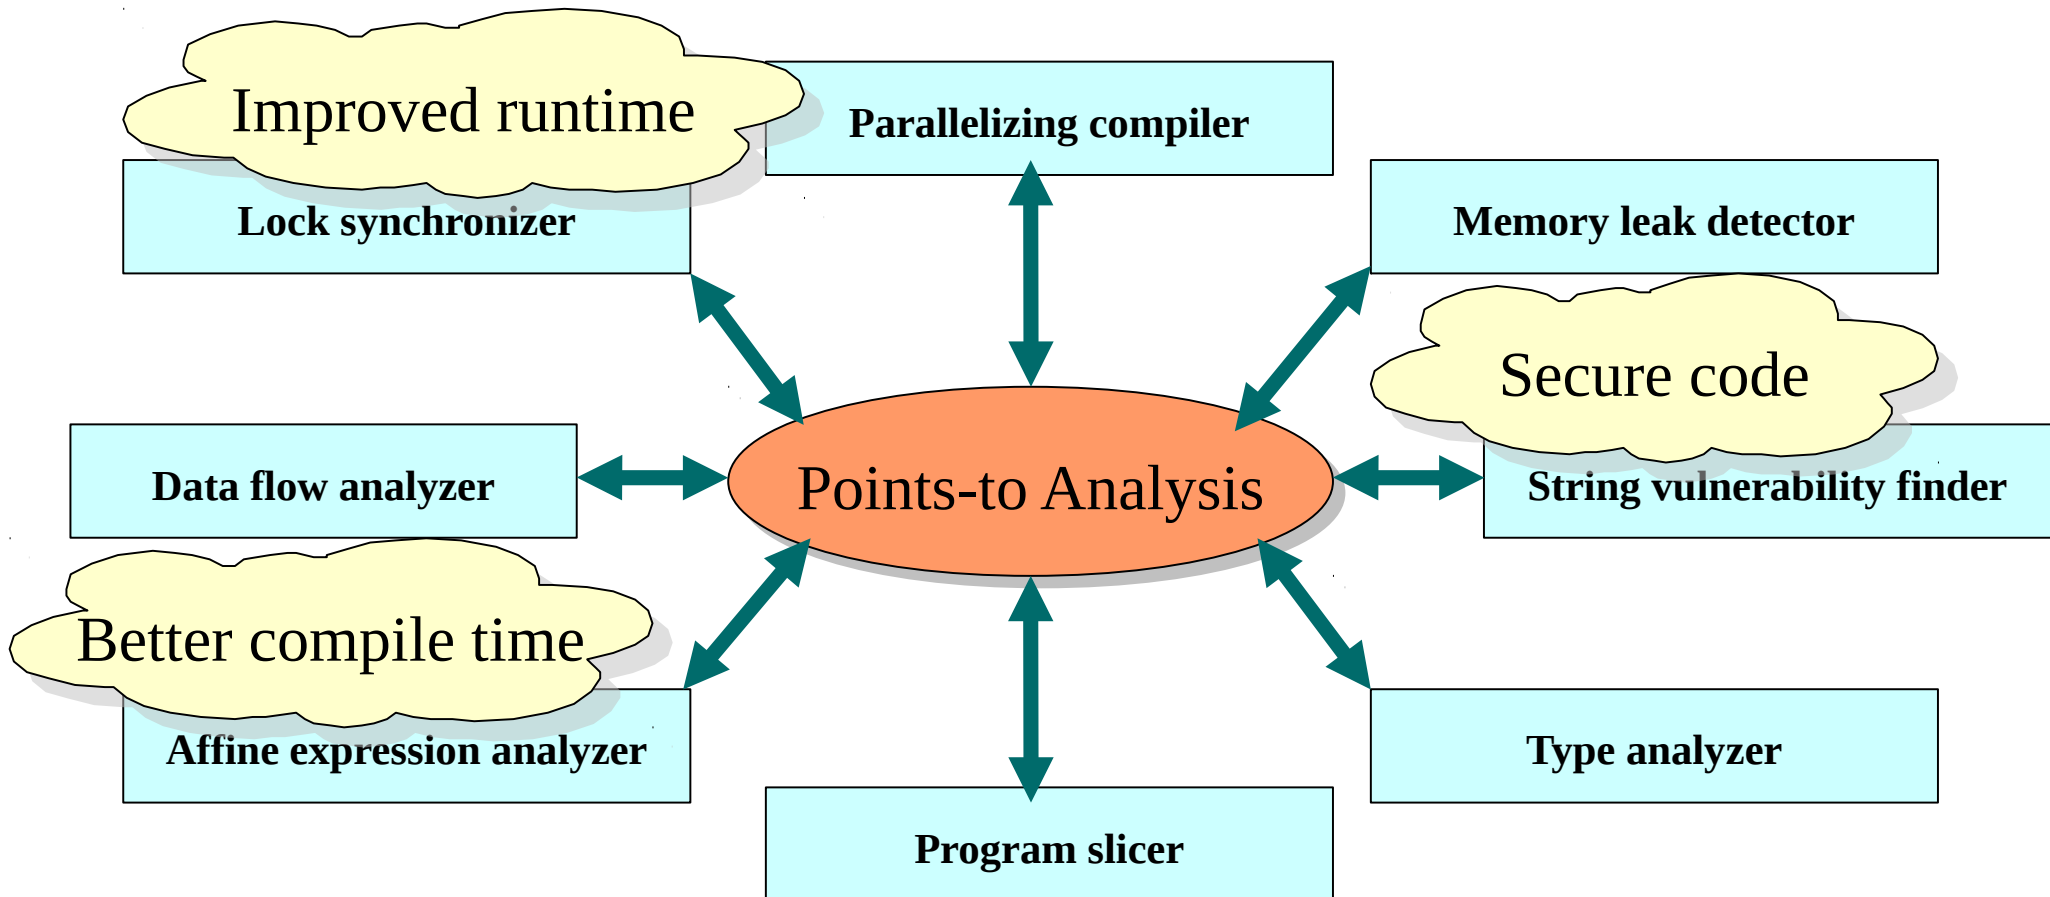 Improved runtime
Parallelizing compiler
Lock synchronizer
Memory leak detector
Secure code
Data flow analyzer
Points-to Analysis
String vulnerability finder
Better compile time
Affine expression analyzer
Type analyzer
Program slicer